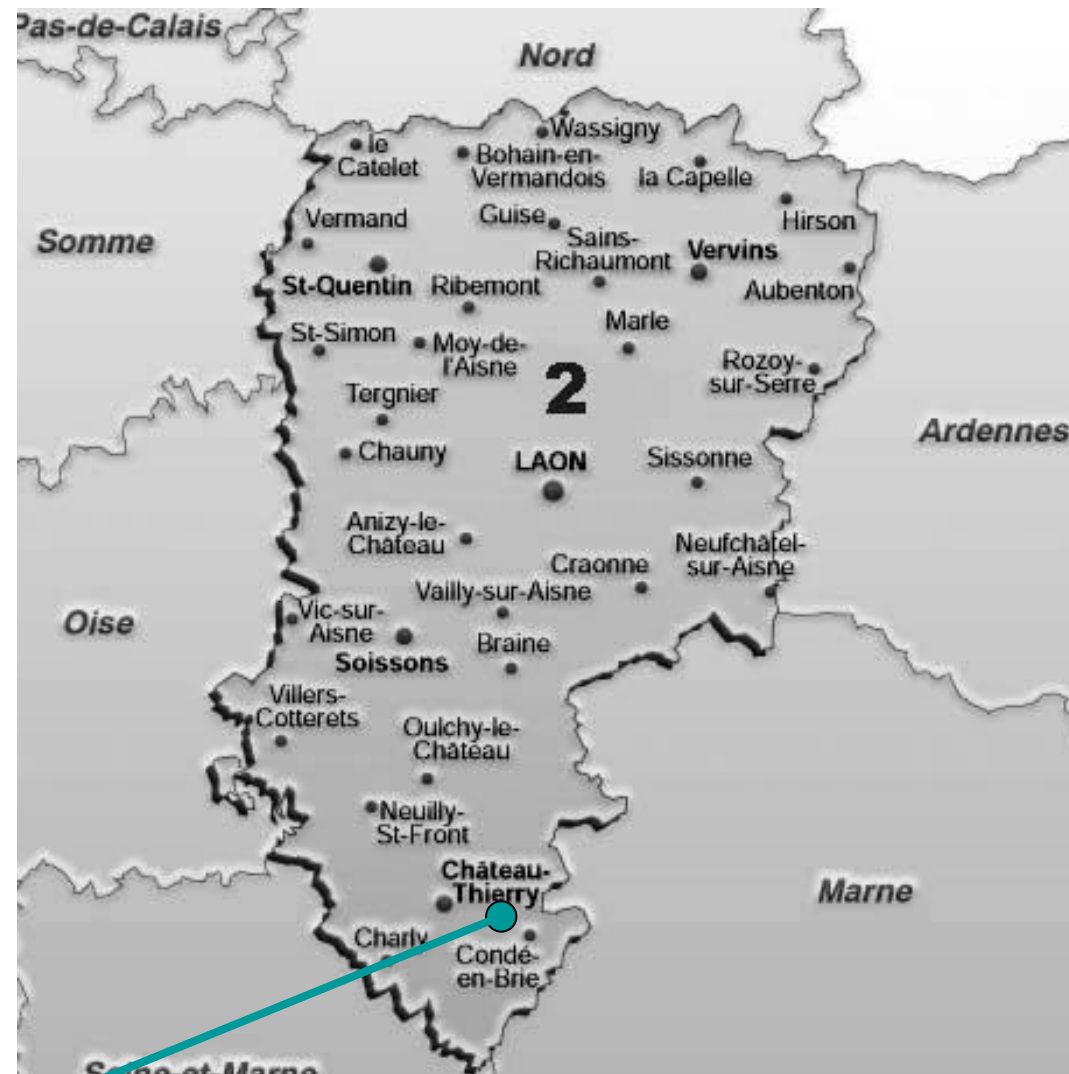 Pas-de-Calais
Nord
Wassigny
le
Catelet
Bohain-en-
Vermandois
la Capelle
Vermand
Guise
Hirson
Somme
Sains-
Richaumont
Vervins
St-Quentin
Ribemont
Aubenton
St-Simon
Marle
Moy-de-
l'Aisne
Rozoy-
sur-Serre
2
Tergnier
Ardennes
Chauny
LAON
Sissonne
Anizy-le-
Château
Craonne
Neufchâtel-
sur-Aisne
Vailly-sur-Aisne
Oise
Vic-sur-
Aisne
Soissons
Braine
Villers-
Cotterets
Oulchy-le-
Château
Neuilly-
St-Front
Château-
Thierry
Marne
Charly
Condé-
en-Brie
Seine-et-Marne